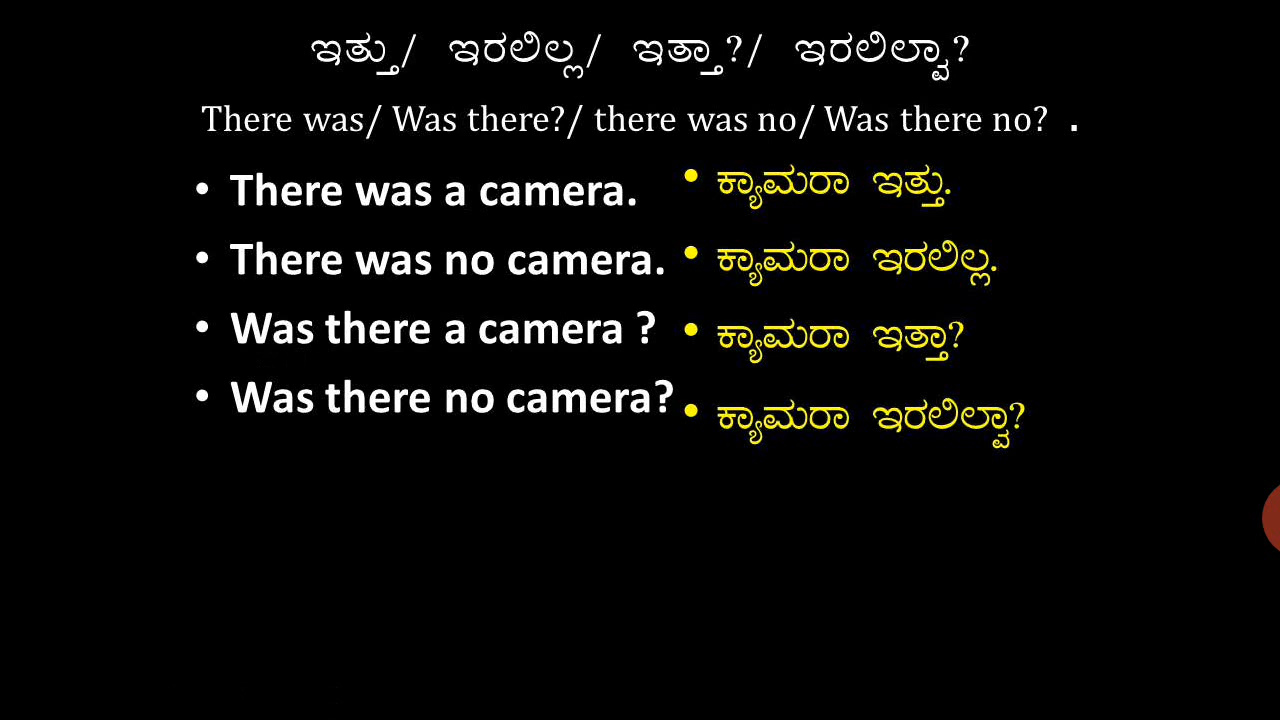 ಇತ್ತು/ ಇರಲಿಲ್ಲ/ ಇತ್ತಾ?/ ಇರಲಿಲ್ವಾ?
There was/ Was there?/ there was no/ Was there no? .
• There was a camera.
• There was no camera.
• Was there a camera ?
• Was there no camera?
• ಕ್ಯಾಮರಾ ಇತ್ತು.
• ಕ್ಯಾಮರಾ ಇರಲಿಲ್ಲ.
• ಕ್ಯಾಮರಾ ಇತ್ತಾ?
• ಕ್ಯಾಮರಾ ಇರಲಿಲ್ವಾ?